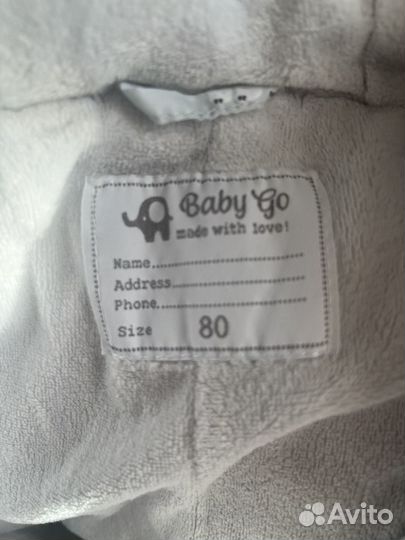 Baby Go
made with love!
Name
Address
Phone
Size 80
Avito